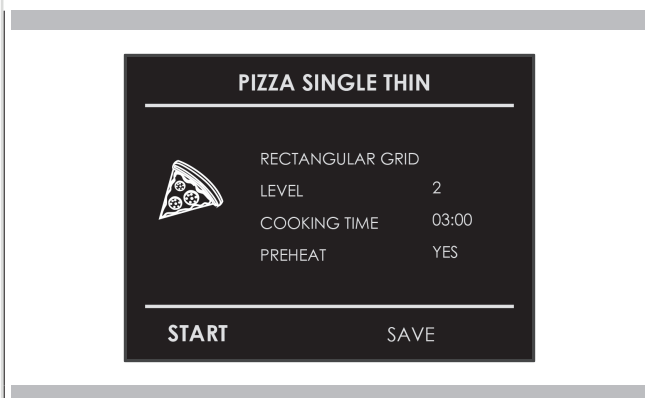 PIZZA SINGLE THIN
RECTANGULAR GRID
LEVEL 2
COOKING TIME 03:00
PREHEAT YES
START SAVE